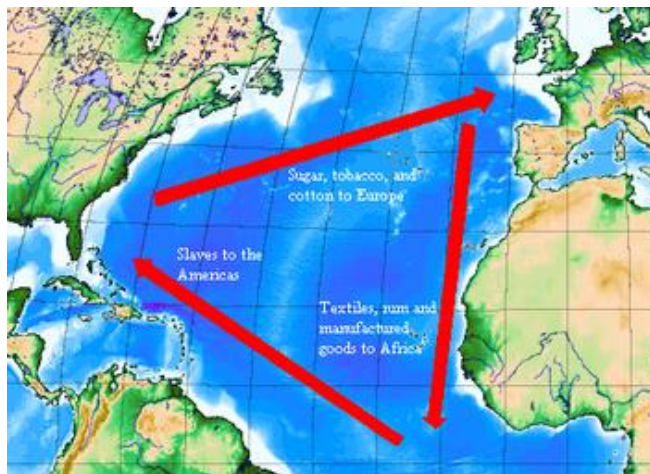 Sugar, tobacco, and
cotton to Europe
Slaves to the
Americas
Textiles, rum and
manufactured
goods to Africa